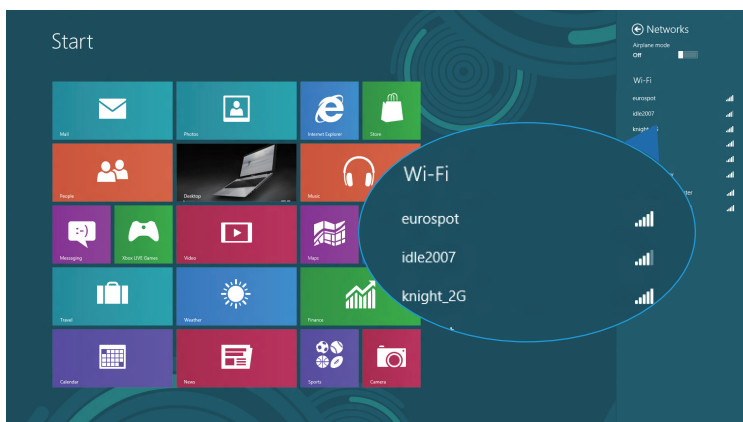 Start
Mail
Photos
Internet Explorer
Store
People
Desktop
Music
Messaging
Xbox LIVE Games
Video
Maps
Travel
Weather
Finance
Calendar
News
Sports
Camera
Networks
Airplane mode
Off
Wi-Fi
eurospot
idle2007
Wi-Fi
eurospot
idle2007
knight_2G